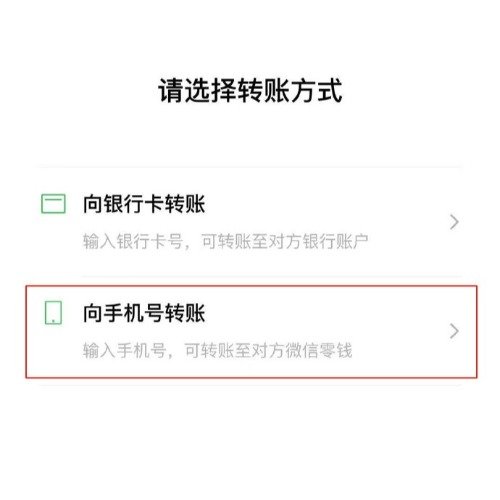 请选择转账方式
向银行卡转账
输入银行卡号，可转账至对方银行账户
向手机号转账
输入手机号，可转账至对方微信零钱